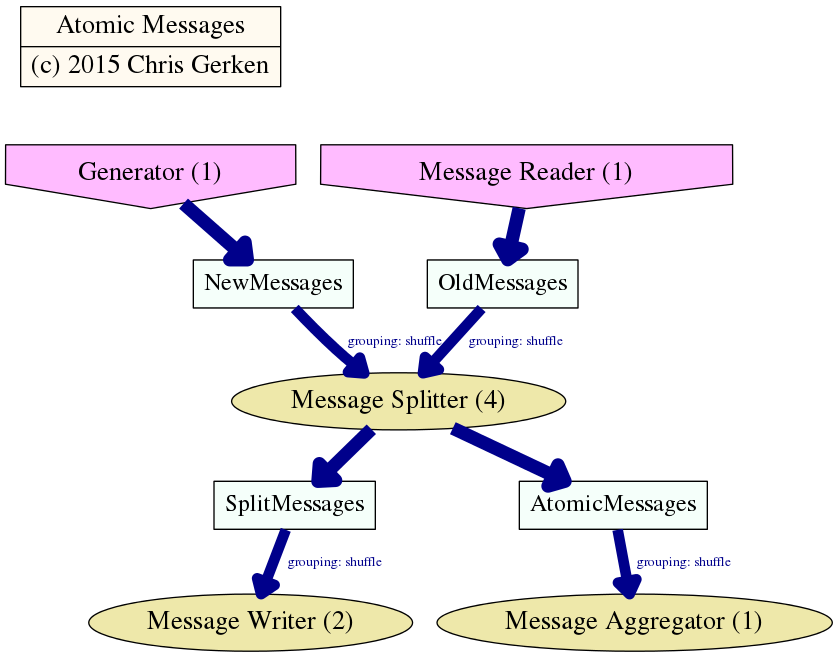 Atomic Messages
(c) 2015 Chris Gerken
Generator (1)
Message Reader (1)
NewMessages
OldMessages
grouping: shuffle
grouping: shuffle
Message Splitter (4)
SplitMessages
AtomicMessages
grouping: shuffle
grouping: shuffle
Message Writer (2)
Message Aggregator (1)